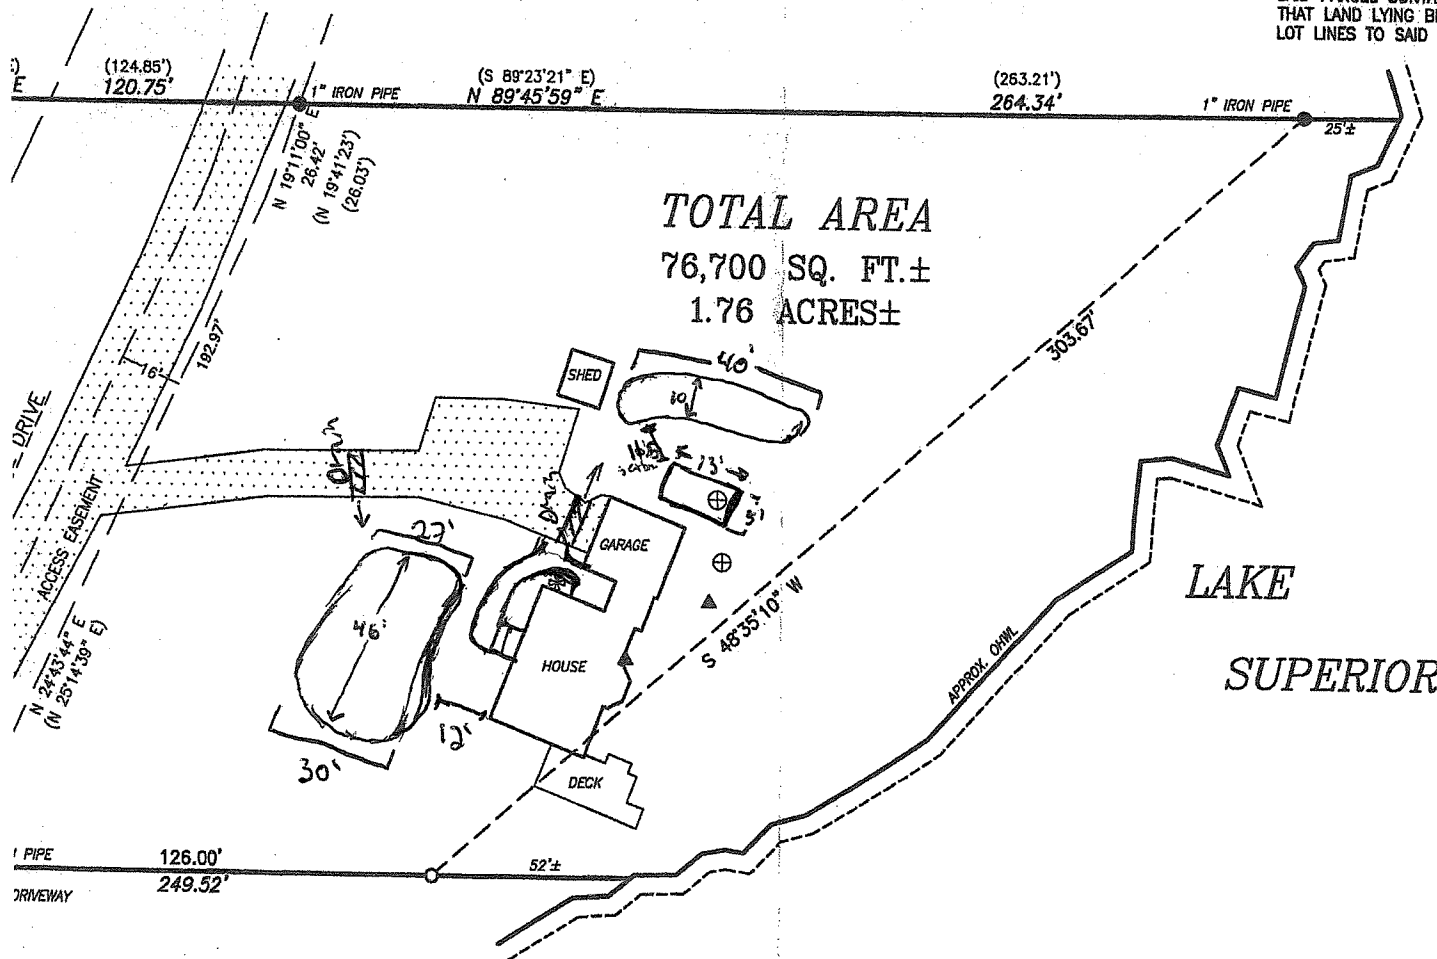 THAT LAND LYING
LOT LINES TO SAID
(124.85')
120.75'
E
1" IRON PIPE
(S 89°23'21" E)
N 89°45'59" E
(263.21')
264.34'
1" IRON PIPE
25'±
N 19°11'00" E
26.42'
(N 19°41'23")
(26.03')
TOTAL AREA
76,700 SQ. FT.±
1.76 ACRES±
192.97'
16'
303.67'
SHED
40'
10'
DRIVE
13'
5'
ACCESS EASEMENT
23'
GARAGE
46'
HOUSE
S 48°35'10" W
LAKE
SUPERIOR
APPROX. OHWL
N 24°43'44" E
(N 25°14'39" E)
12'
30'
DECK
PIPE
126.00'
249.52'
52'±
DRIVEWAY